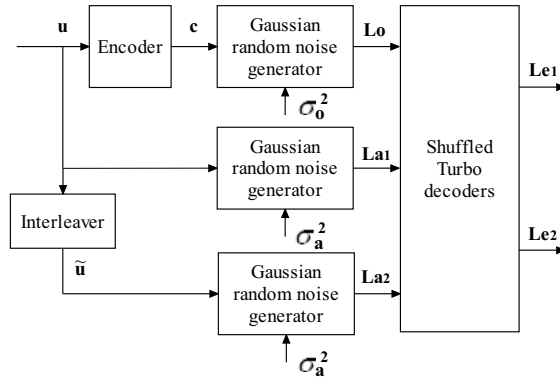 u
Encoder
c
Gaussian
random noise
generator
Lo
σo²
Le1
Gaussian
random noise
generator
La1
σa²
Shuffled
Turbo
decoders
Interleaver
ũ
Gaussian
random noise
generator
La2
σa²
Le2